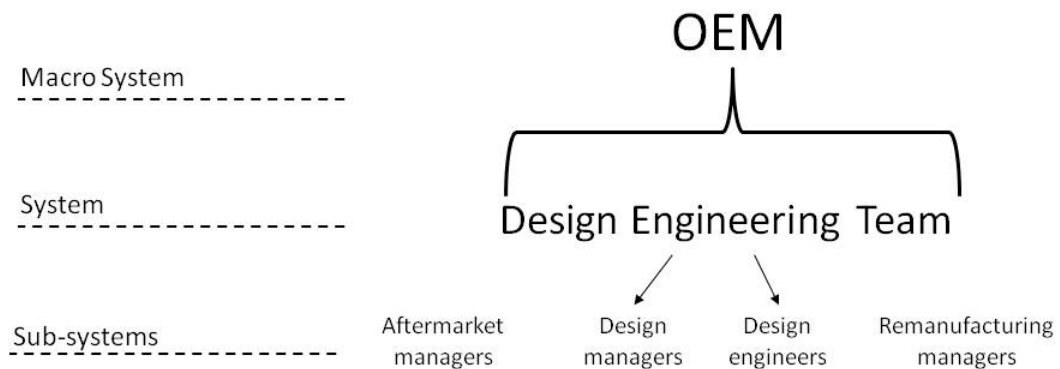 OEM
Macro System
System
Design Engineering Team
Sub-systems
Aftermarket
managers
Design
managers
Design
engineers
Remanufacturing
managers